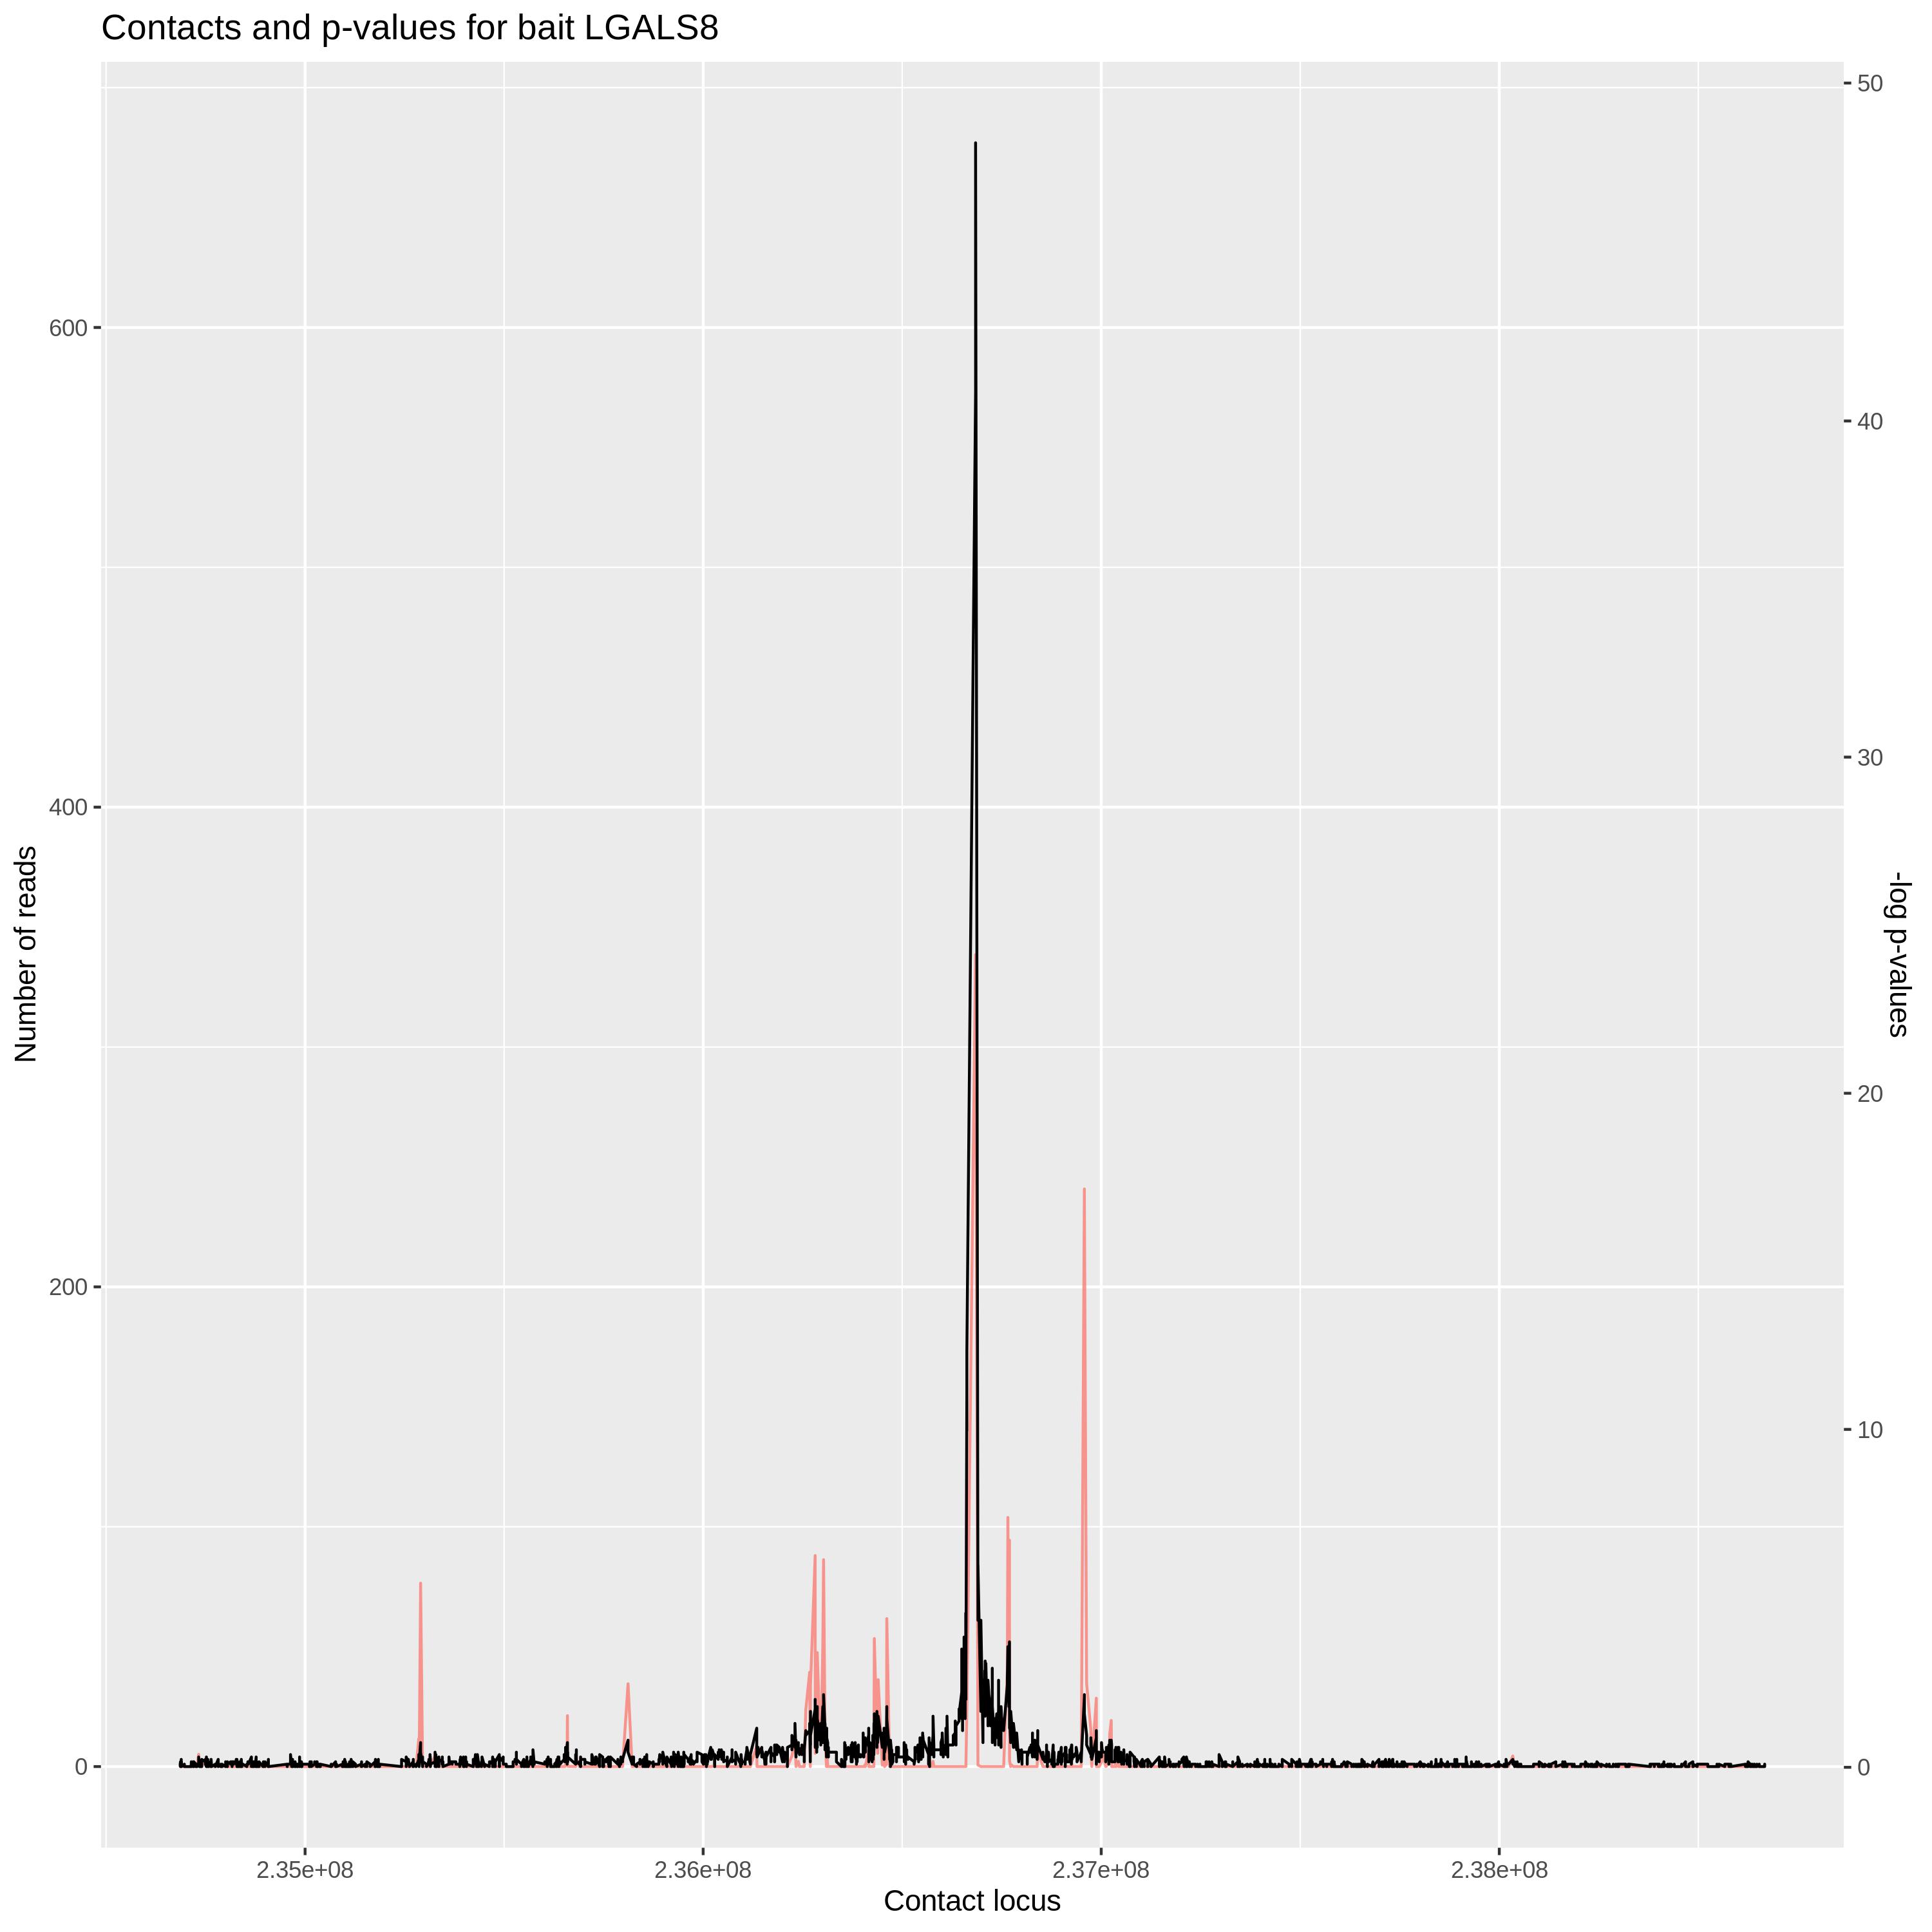 Contacts and p-values for bait LGALS8
Number of reads
600
400
200
0
50
40
30
20
10
0
-log p-values
2.35e+08
2.36e+08
2.37e+08
2.38e+08
Contact locus